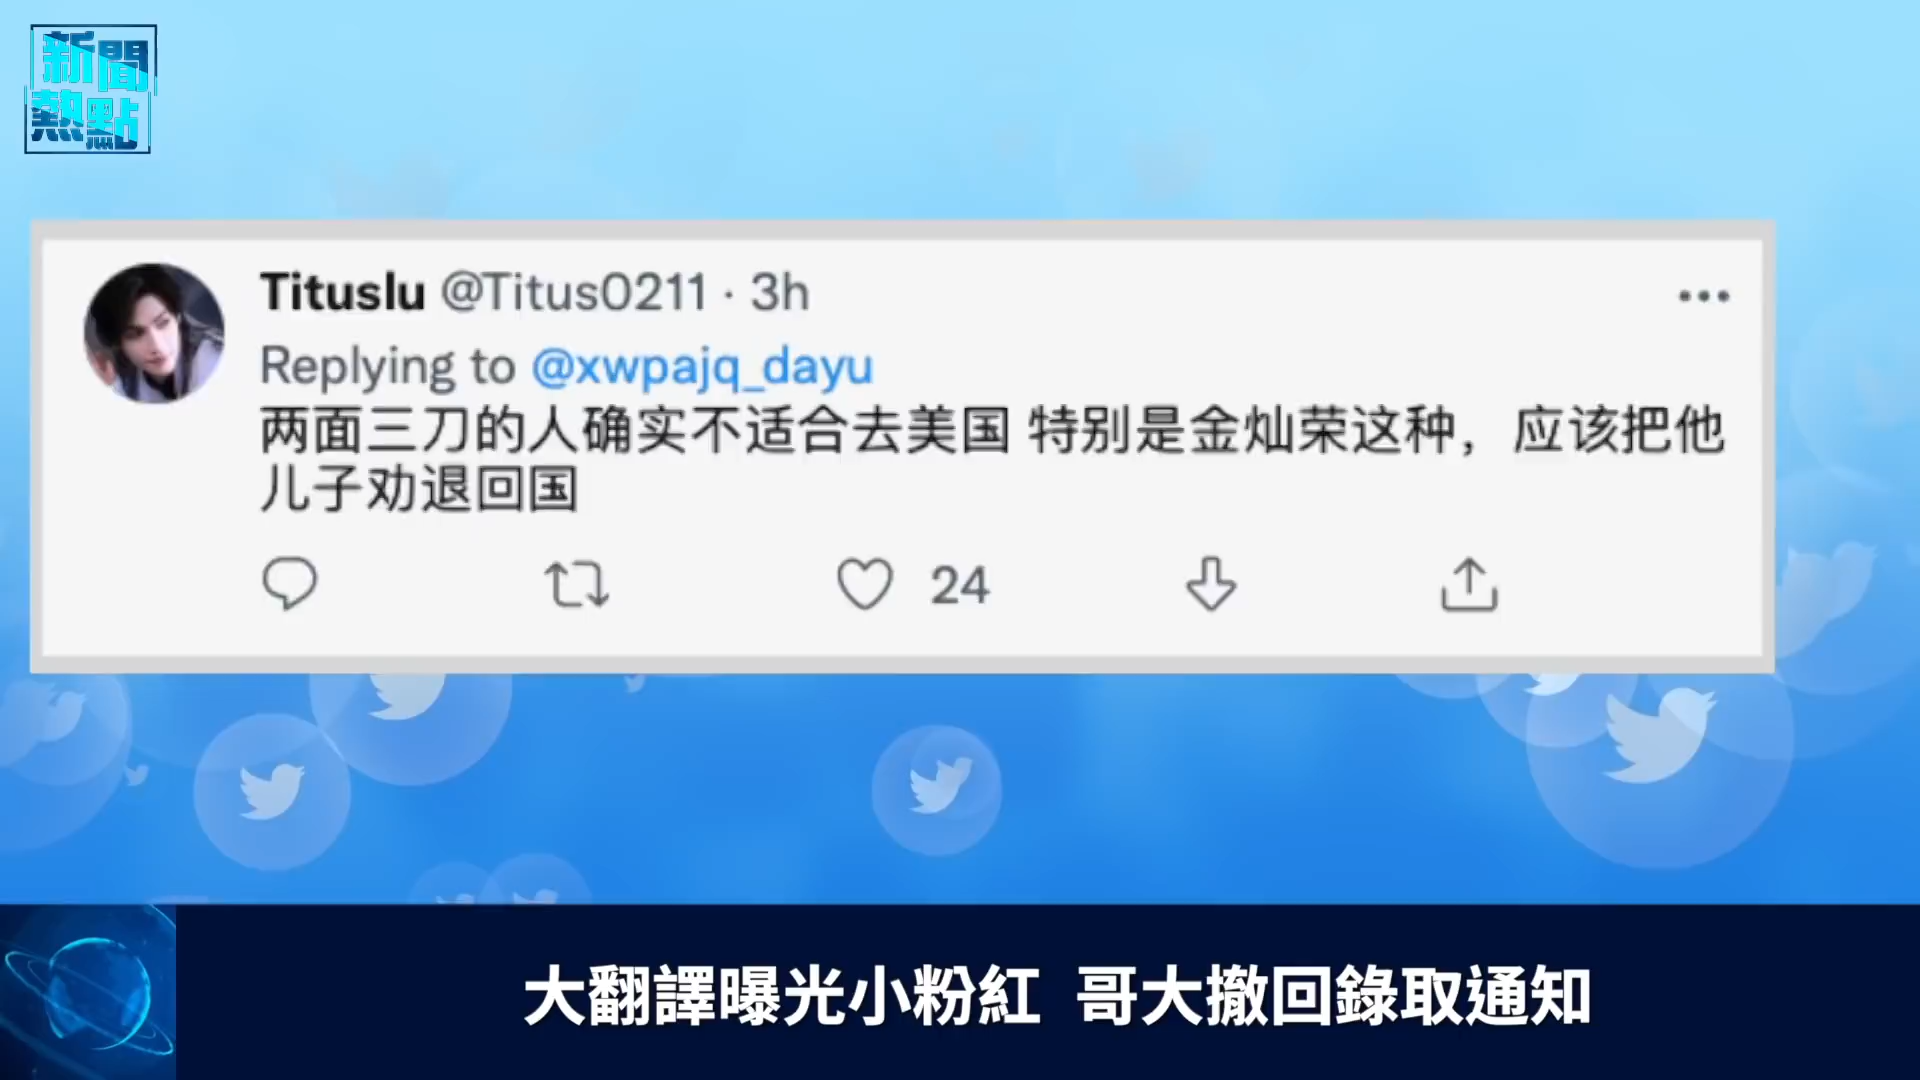 新聞
熱點
Tituslu @Titus0211 · 3h
Replying to @xwpajq_dayu
两面三刀的人确实不适合去美国 特别是金灿荣这种，应该把他
儿子劝退回国
24
大翻譯曝光小粉紅 哥大撤回錄取通知